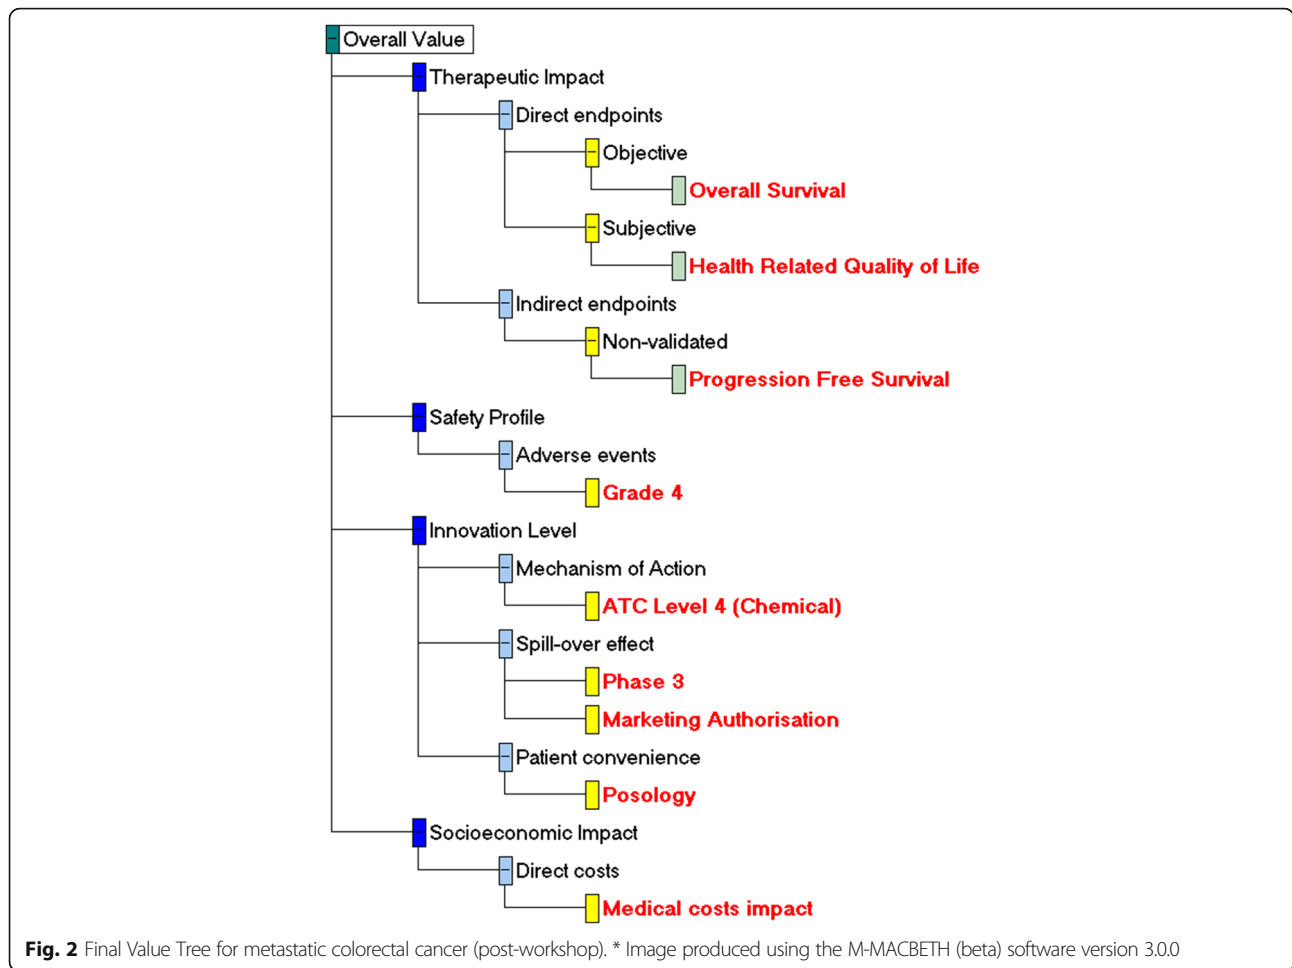 Overall Value
Therapeutic Impact
Direct endpoints
Objective
Overall Survival
Subjective
Health Related Quality of Life
Indirect endpoints
Non-validated
Progression Free Survival
Safety Profile
Adverse events
Grade 4
Innovation Level
Mechanism of Action
ATC Level 4 (Chemical)
Spill-over effect
Phase 3
Marketing Authorisation
Patient convenience
Posology
Socioeconomic Impact
Direct costs
Medical costs impact
Fig. 2 Final Value Tree for metastatic colorectal cancer (post-workshop). * Image produced using the M-MACBETH (beta) software version 3.0.0